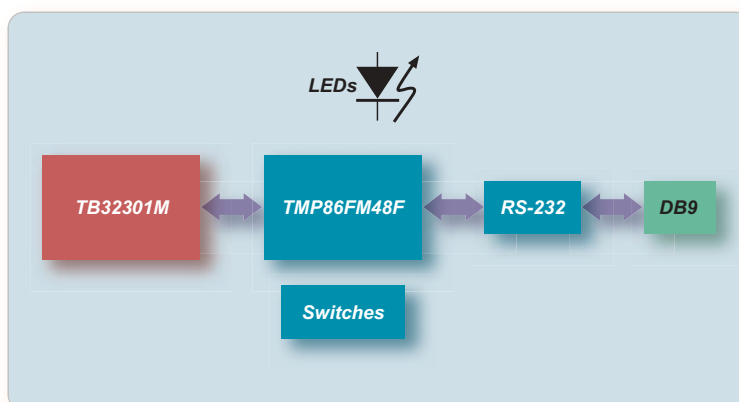 LEDs
TB32301M
TMP86FM48F
RS-232
DB9
Switches